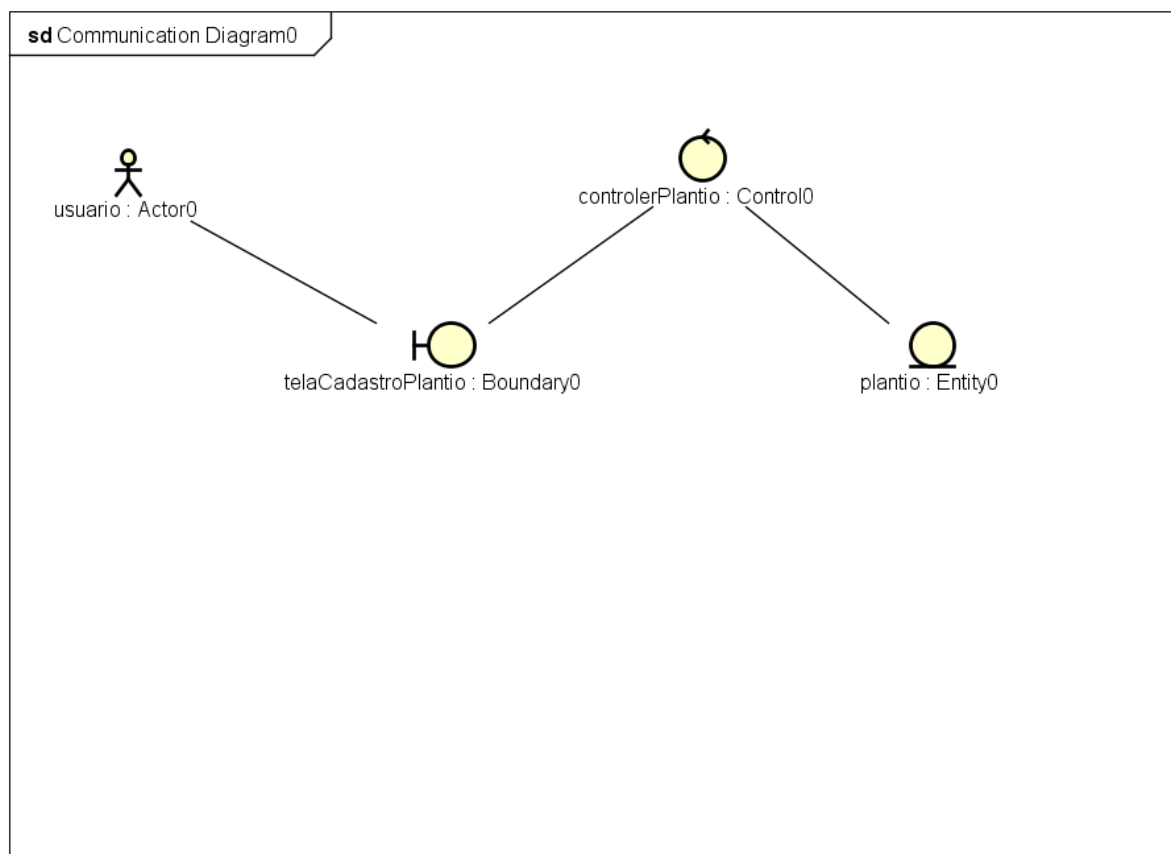 sd Communication Diagram0
usuario : Actor0
controlerPlantio : Control0
telaCadastroPlantio : Boundary0
plantio : Entity0